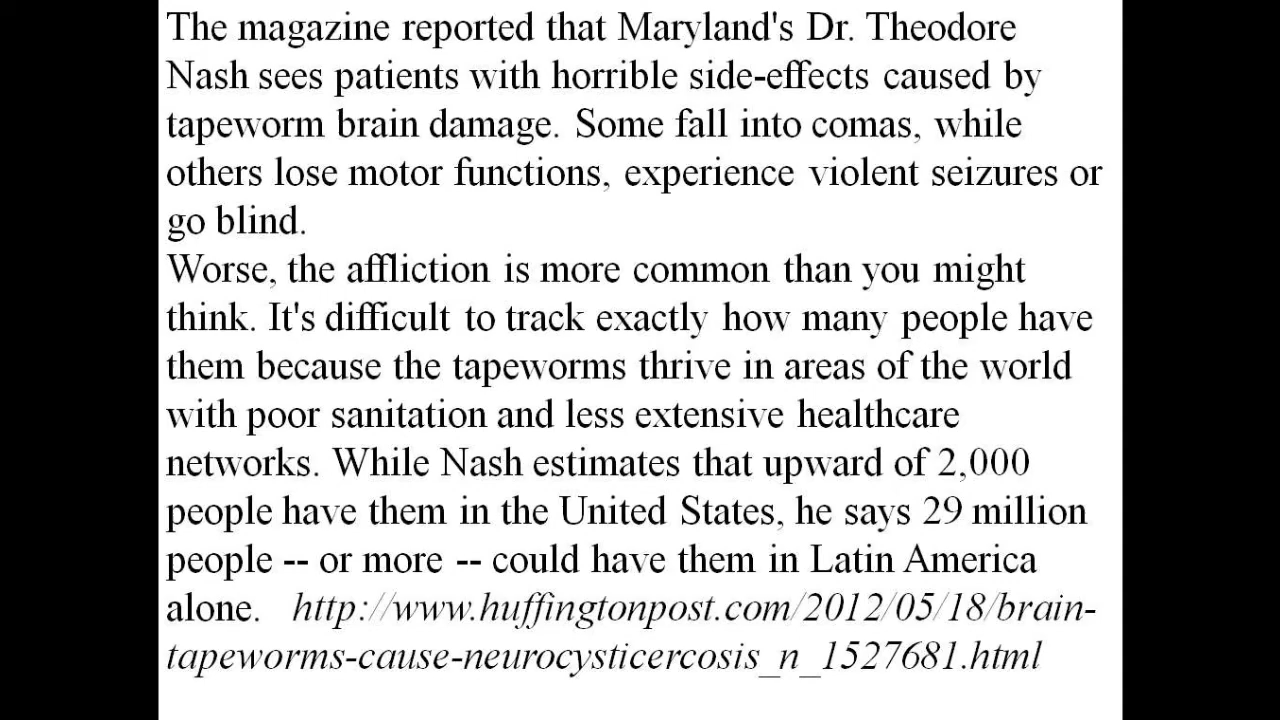 The magazine reported that Maryland's Dr. Theodore
Nash sees patients with horrible side-effects caused by
tapeworm brain damage. Some fall into comas, while
others lose motor functions, experience violent seizures or
go blind.
Worse, the affliction is more common than you might
think. It's difficult to track exactly how many people have
them because the tapeworms thrive in areas of the world
with poor sanitation and less extensive healthcare
networks. While Nash estimates that upward of 2,000
people have them in the United States, he says 29 million
people -- or more -- could have them in Latin America
alone. http://www.huffingtonpost.com/2012/05/18/brain-
tapeworms-cause-neurocysticercosis_n_1527681.html